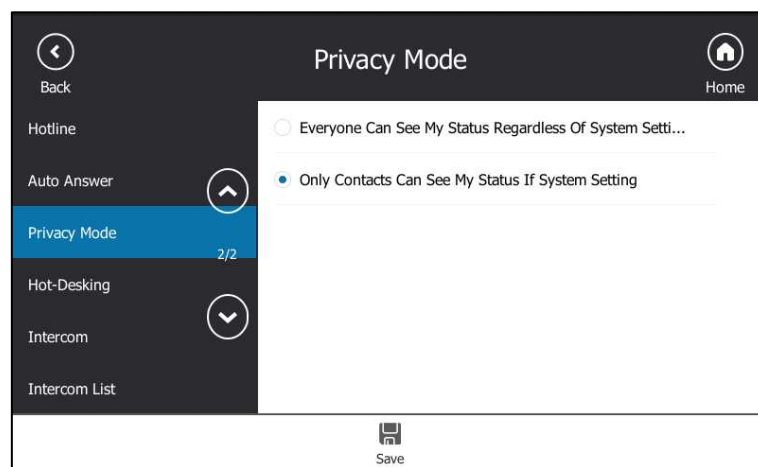 Privacy Mode
Back
Home
Hotline
Auto Answer
Privacy Mode
2/2
Hot-Desking
Intercom
Intercom List
Everyone Can See My Status Regardless Of System Setti...
Only Contacts Can See My Status If System Setting
Save